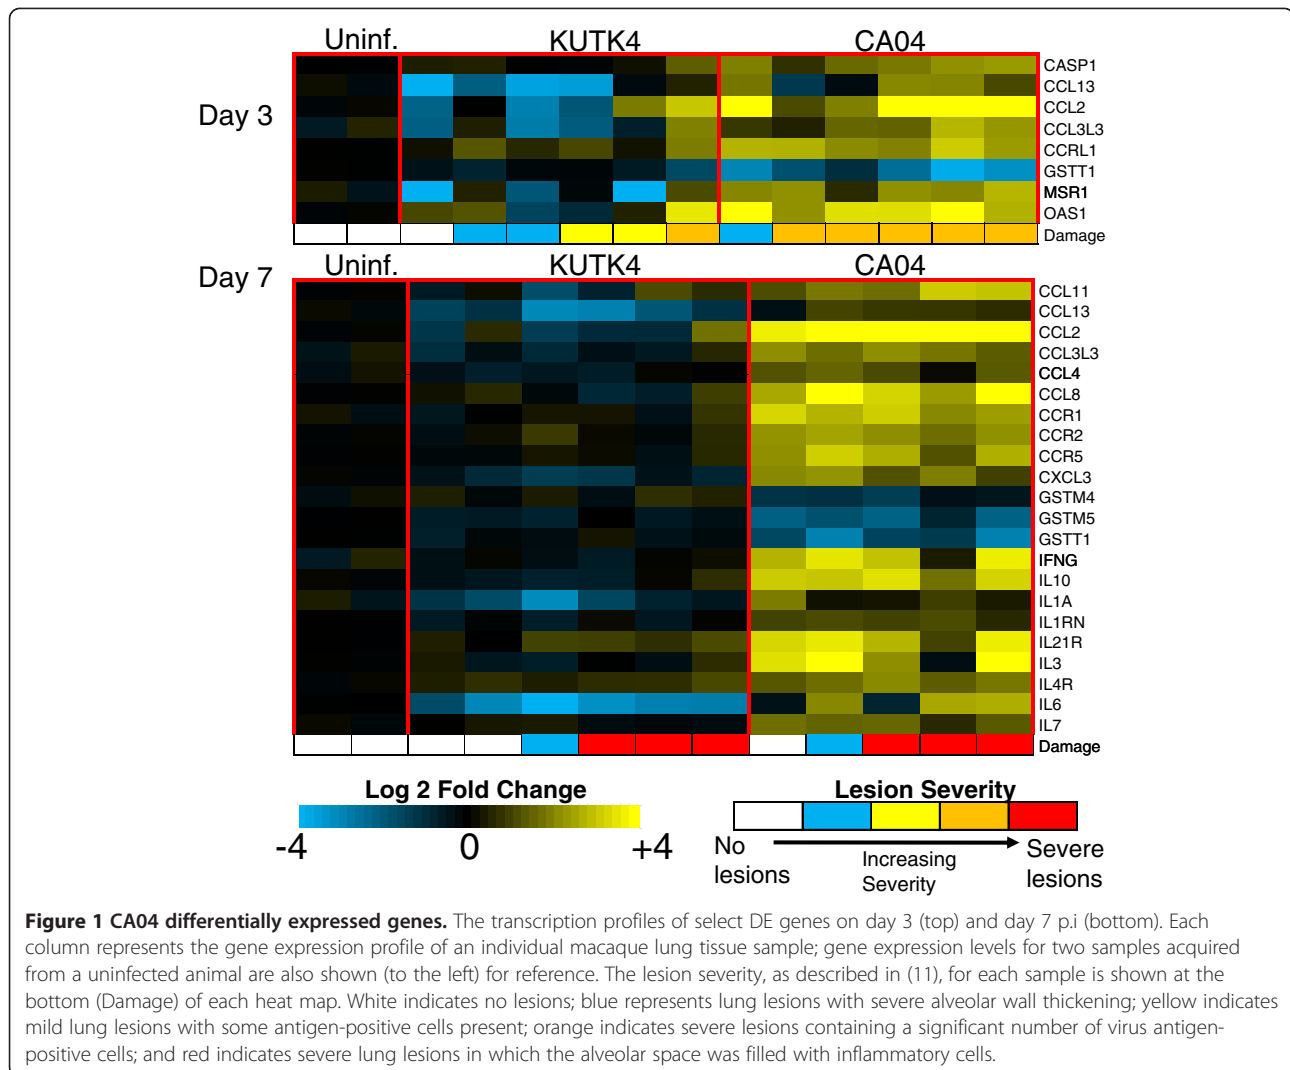 Uninf. KUTK4 CA04
Day 3
CASP1
CCL13
CCL2
CCL3L3
CCRL1
GSTT1
MSR1
OAS1
Damage
Day 7
Uninf. KUTK4 CA04
CCL11
CCL13
CCL2
CCL3L3
CCL4
CCL8
CCR1
CCR2
CCR5
CXCL3
GSTM4
GSTM5
GSTT1
IFNG
IL10
IL1A
IL1RN
IL21R
IL3
IL4R
IL6
IL7
Damage
Log 2 Fold Change
-4 0 +4
Lesion Severity
No lesions
Increasing Severity
Severe lesions
Figure 1 CA04 differentially expressed genes. The transcription profiles of select DE genes on day 3 (top) and day 7 p.i (bottom). Each
column represents the gene expression profile of an individual macaque lung tissue sample; gene expression levels for two samples acquired
from a uninfected animal are also shown (to the left) for reference. The lesion severity, as described in (11), for each sample is shown at the
bottom (Damage) of each heat map. White indicates no lesions; blue represents lung lesions with severe alveolar wall thickening; yellow indicates
mild lung lesions with some antigen-positive cells present; orange indicates severe lesions containing a significant number of virus antigen-
positive cells; and red indicates severe lung lesions in which the alveolar space was filled with inflammatory cells.